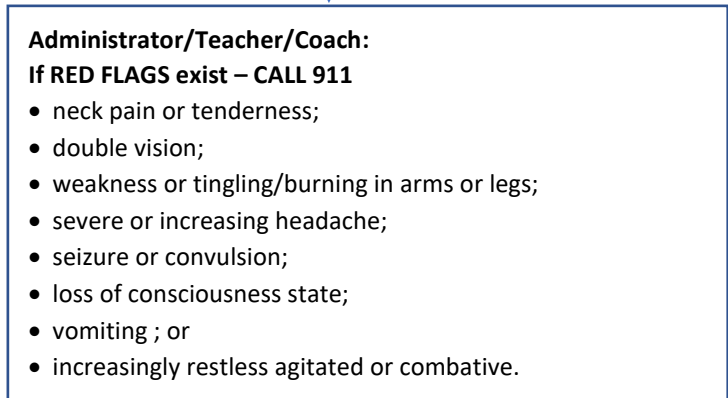 Administrator/Teacher/Coach:
If RED FLAGS exist – CALL 911
• neck pain or tenderness;
• double vision;
• weakness or tingling/burning in arms or legs;
• severe or increasing headache;
• seizure or convulsion;
• loss of consciousness state;
• vomiting ; or
• increasingly restless agitated or combative.